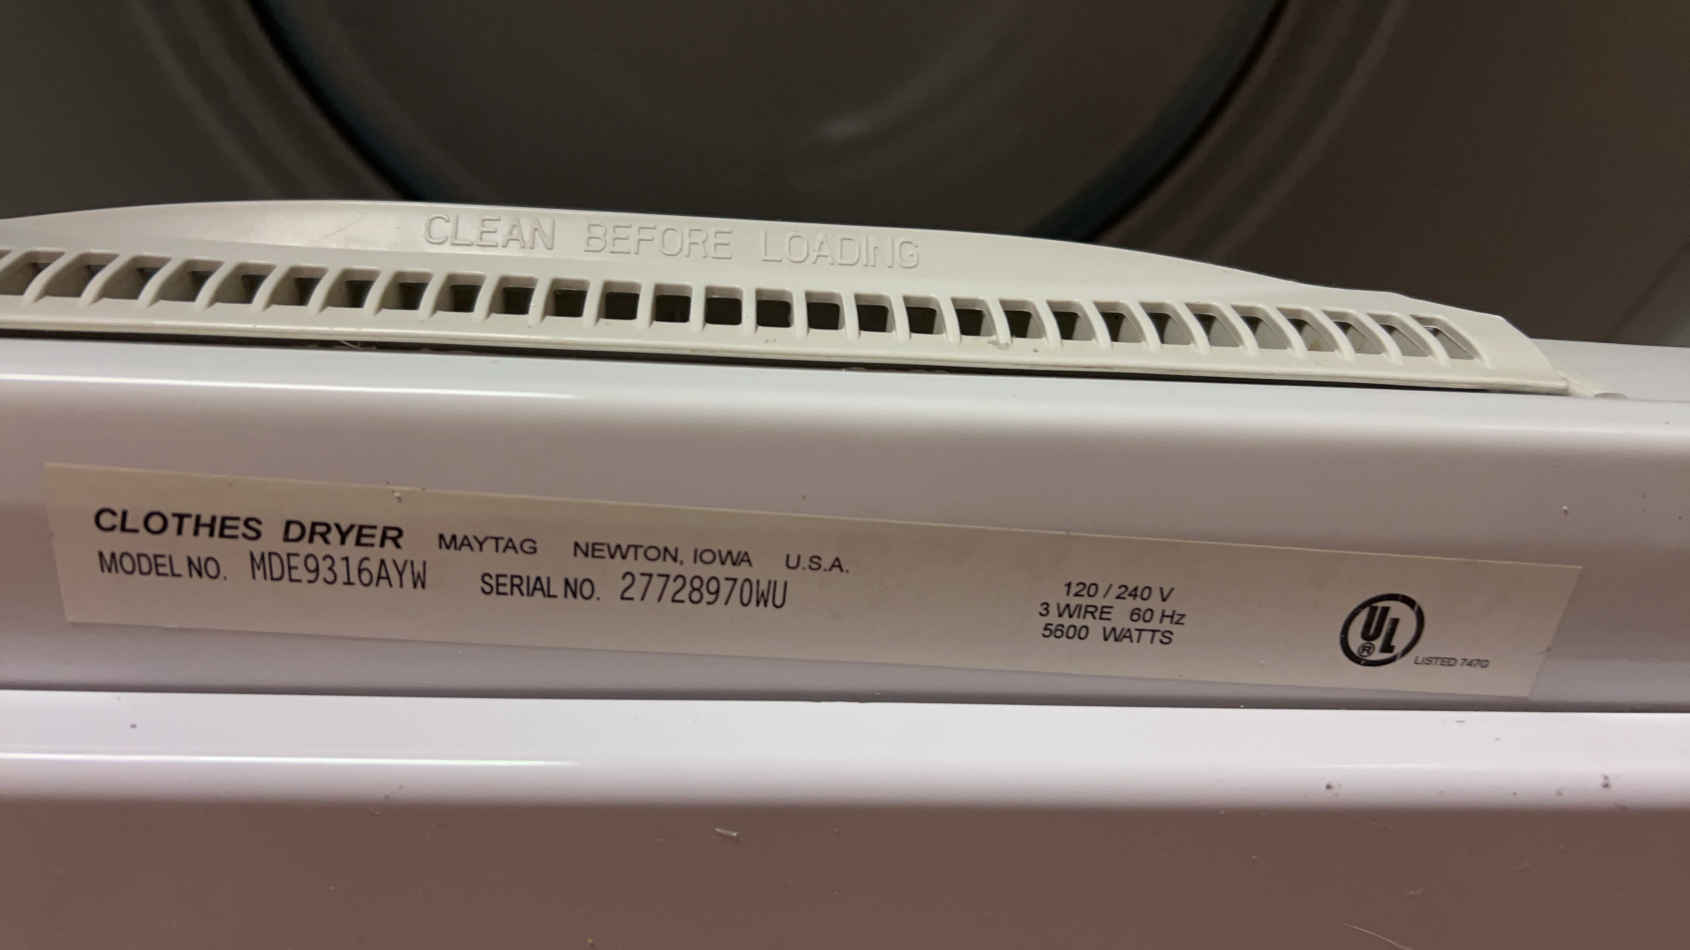 CLEAN BEFORE LOADING
CLOTHES DRYER MAYTAG NEWTON, IOWA U.S.A.
MODEL NO. MDE9316AYW SERIAL NO. 27728970WU
120 / 240 V
3 WIRE 60 Hz
5600 WATTS
UL ®
LISTED 747G